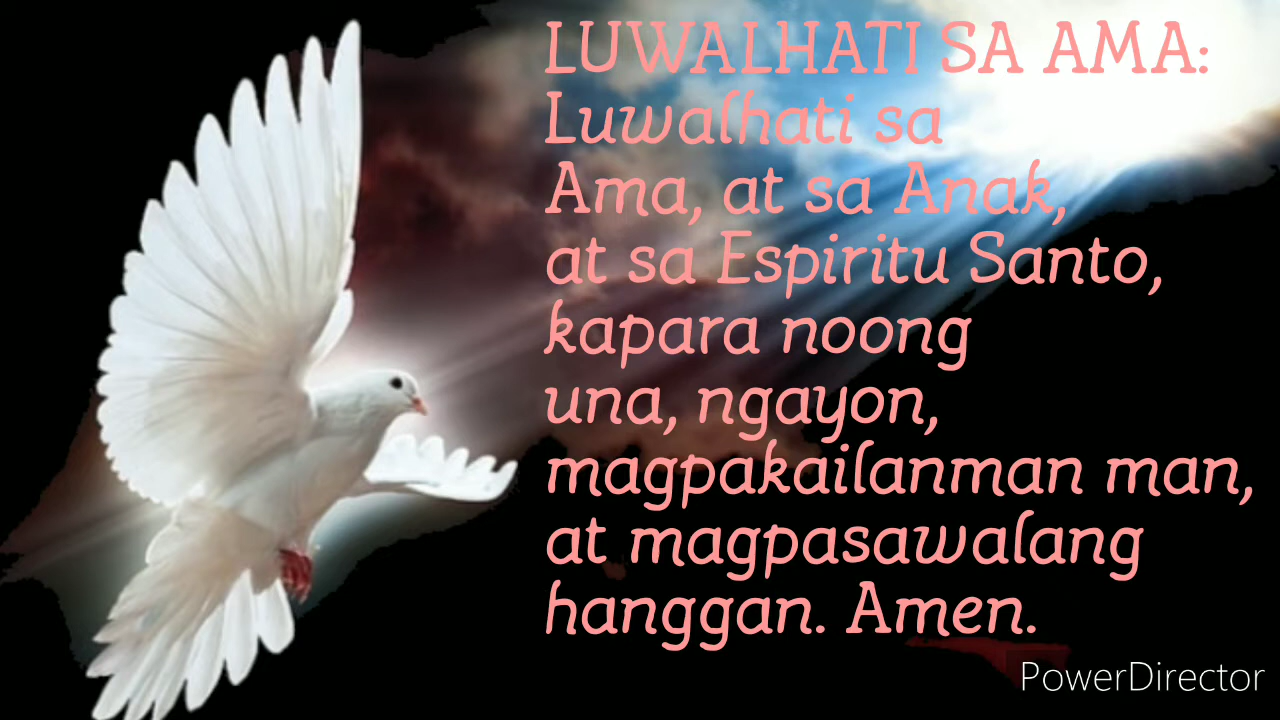 LUWALHATI SA AMA:
Luwalhati sa
Ama, at sa Anak,
at sa Espiritu Santo,
kapara noong
una, ngayon,
magpakailanman man,
at magpasawalang
hanggan. Amen.
PowerDirector